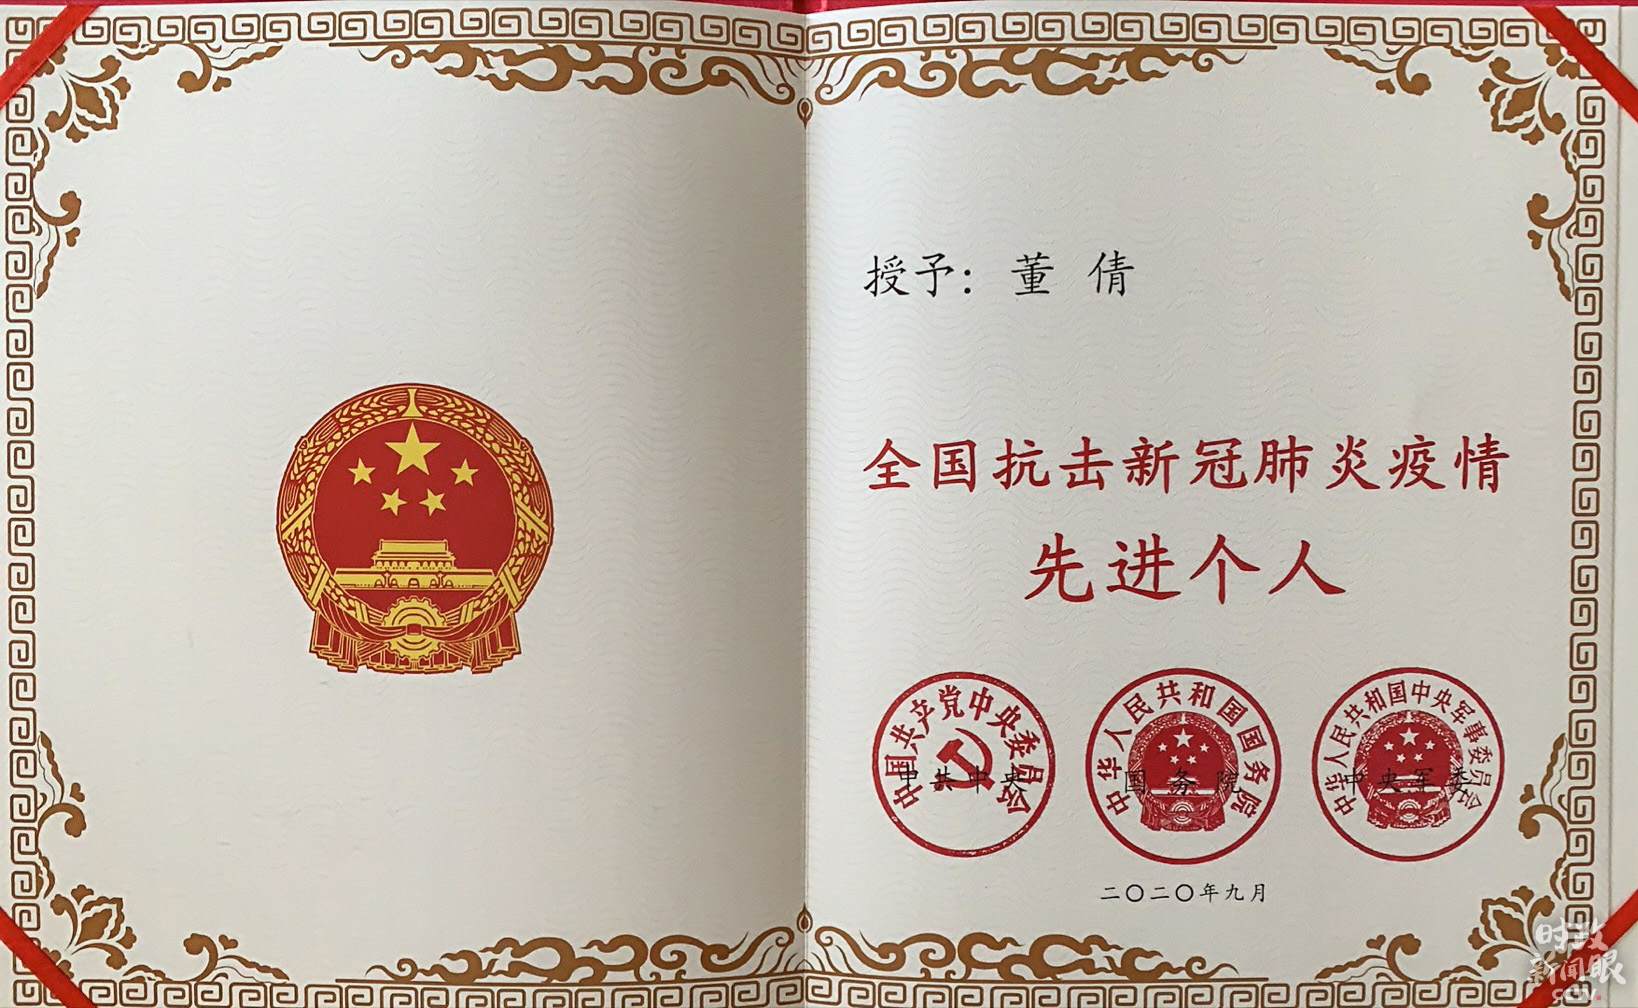 授予：董 倩
全国抗击新冠肺炎疫情
先进个人
中国共产党中央委员会
中共中央
中华人民共和国国务院
国务院
中华人民共和国中央军事委员会
中央军委
二〇二〇年九月
时政
新闻眼
CCTV